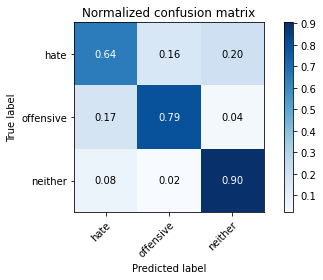 Normalized confusion matrix
True label
hate
offensive
neither
0.64 0.16 0.20
0.17 0.79 0.04
0.08 0.02 0.90
hate
offensive
neither
Predicted label
0.9
0.8
0.7
0.6
0.5
0.4
0.3
0.2
0.1